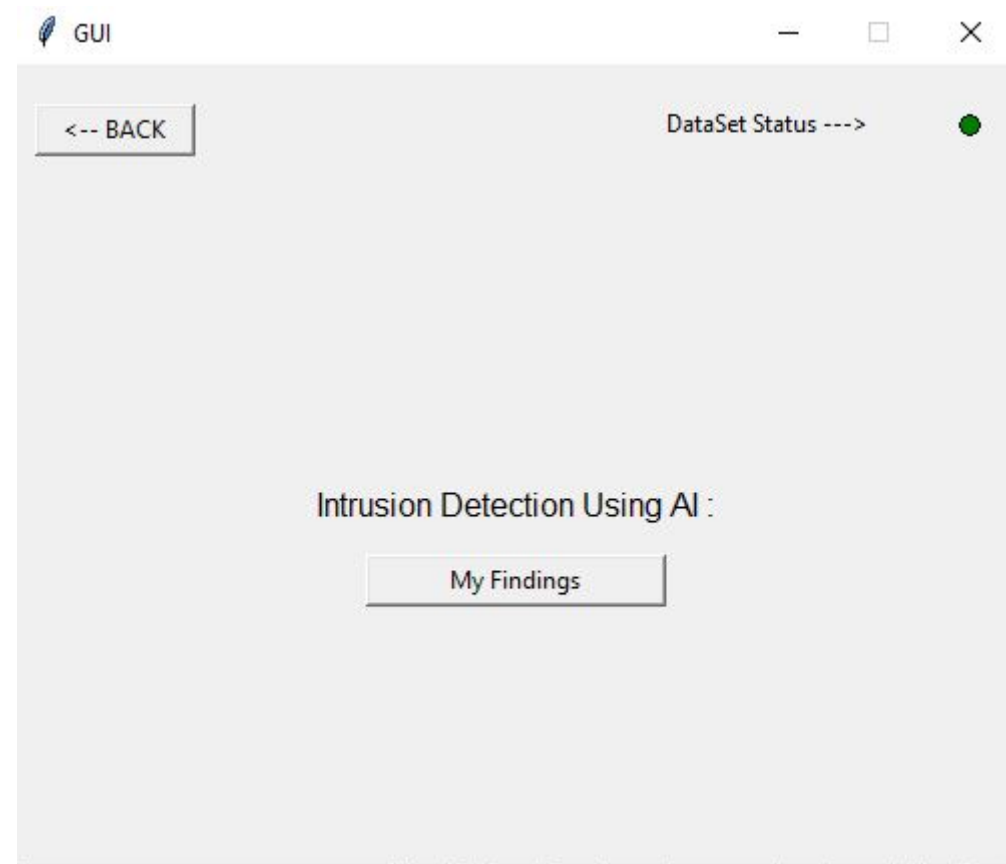 GUI
<-- BACK
DataSet Status --->
Intrusion Detection Using AI :
My Findings